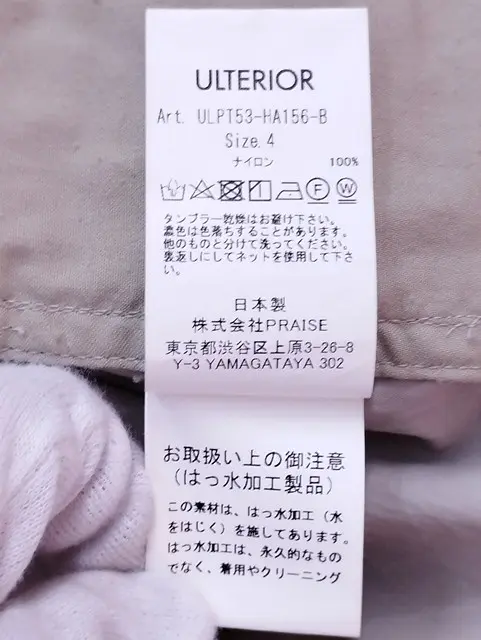 ULTERIOR
Art. ULPT53-HA156-B
Size. 4
ナイロン 100%
F W
タンブラー乾燥はお避け下さい。
濃色は色落ちすることがあります。
他のものと分けて洗ってください。
裏返しにしてネットを使用して下さ
い。
日本製
株式会社PRAISE
東京都渋谷区上原3-26-8
Y-3 YAMAGATAYA 302
お取扱い上の御注意
（はっ水加工製品）
この素材は、はっ水加工（水
をはじく）を施してあります。
はっ水加工は、永久的なもの
でなく、着用やクリーニング